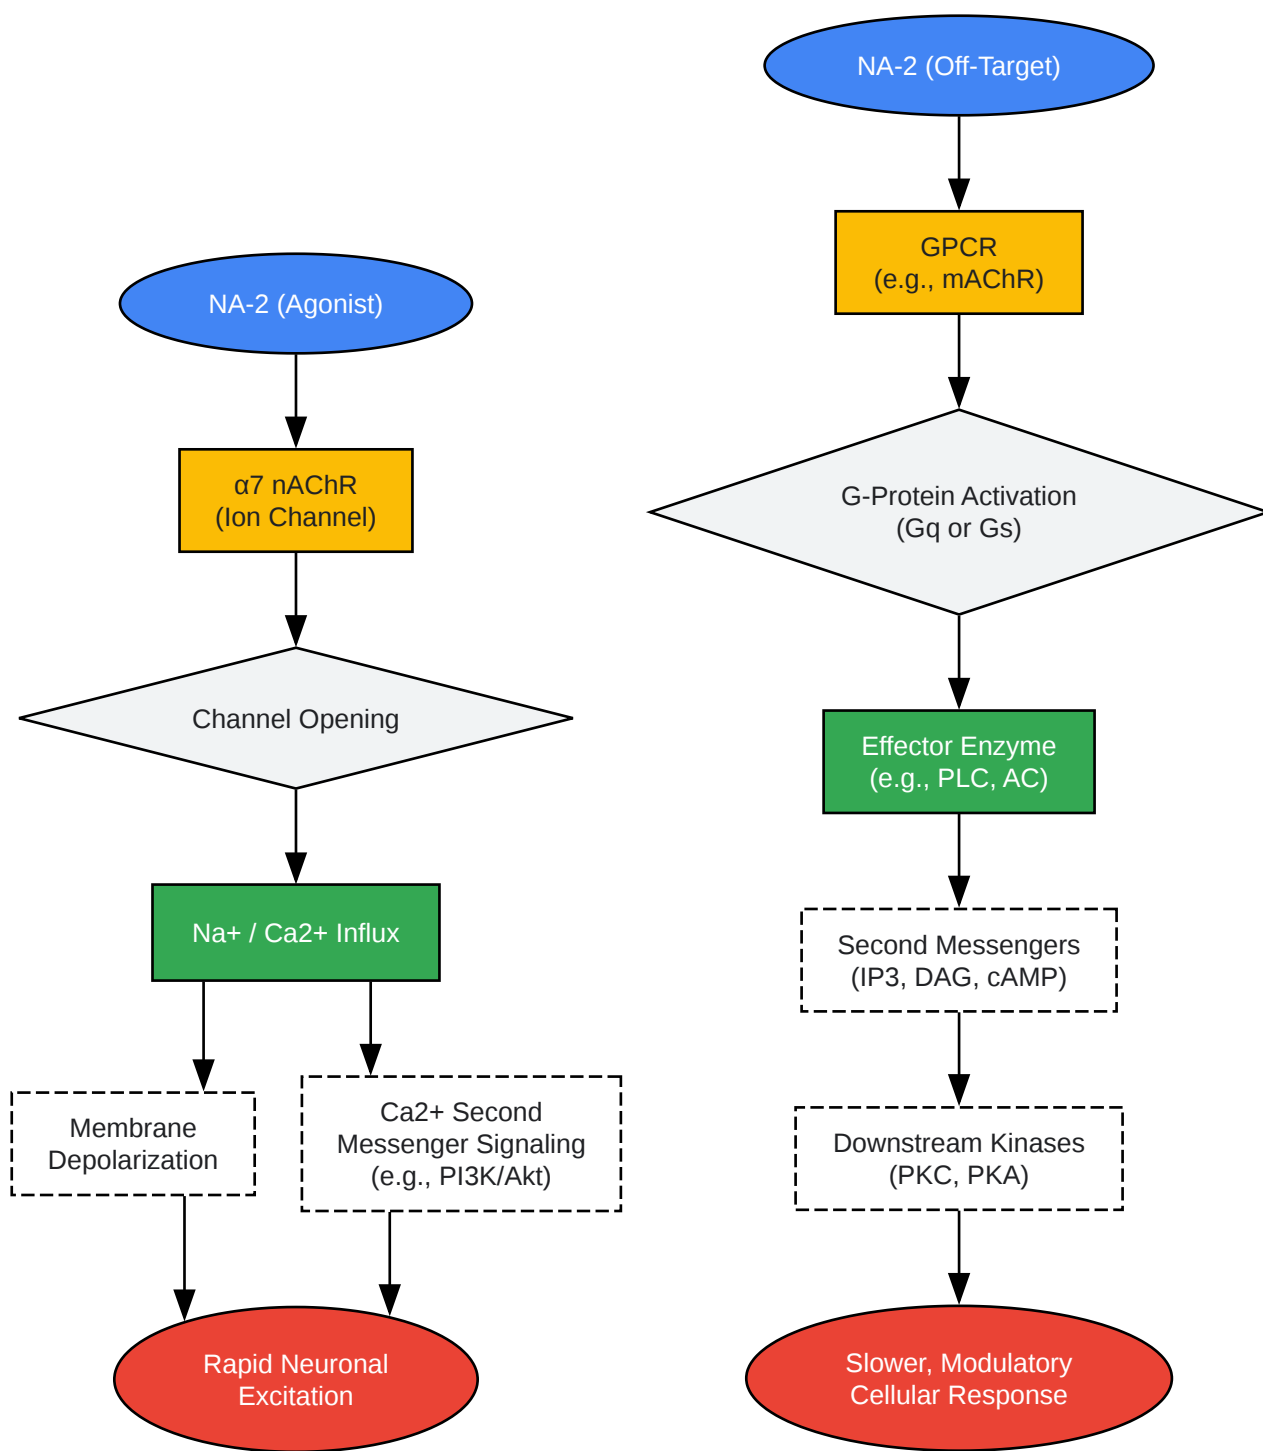 NA-2 (Agonist)
α7 nAChR
(Ion Channel)
Channel Opening
Na+ / Ca2+ Influx
Membrane
Depolarization
Ca2+ Second
Messenger Signaling
(e.g., PI3K/Akt)
Rapid Neuronal
Excitation
NA-2 (Off-Target)
GPCR
(e.g., mAChR)
G-Protein Activation
(Gq or Gs)
Effector Enzyme
(e.g., PLC, AC)
Second Messengers
(IP3, DAG, cAMP)
Downstream Kinases
(PKC, PKA)
Slower, Modulatory
Cellular Response